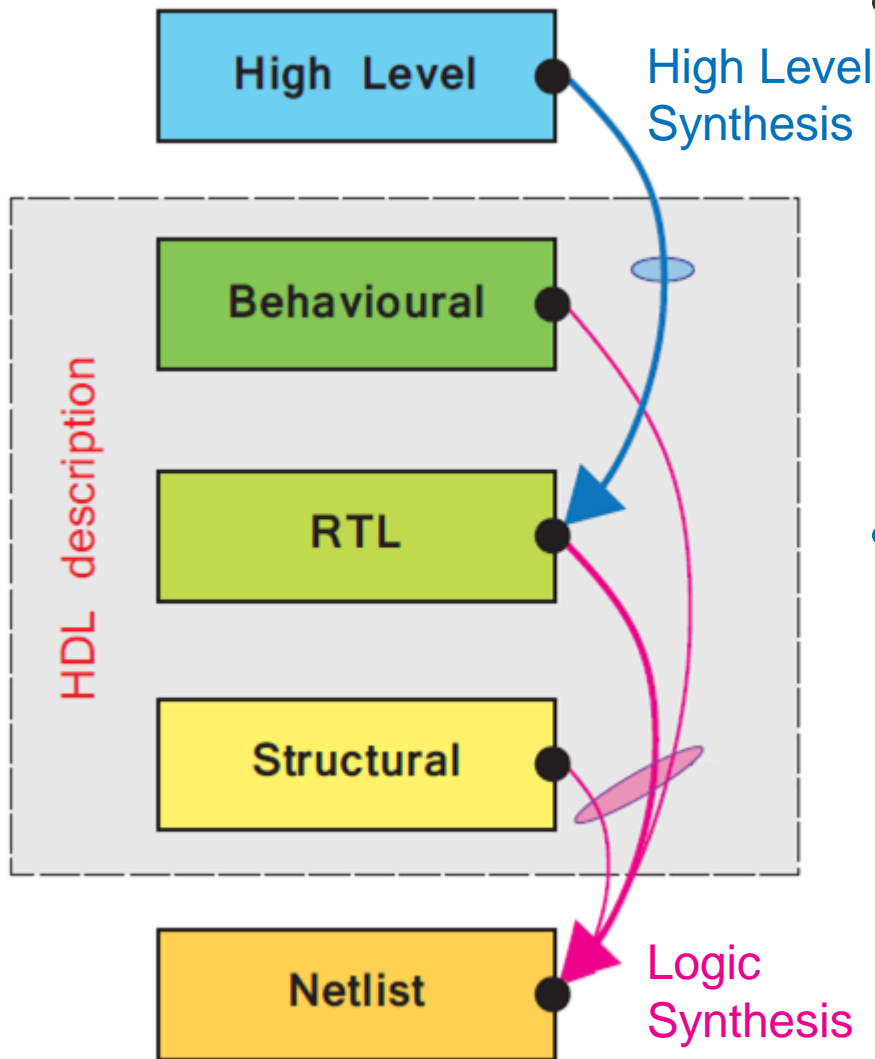 High Level
High Level
Synthesis
Behavioural
HDL description
RTL
Structural
Netlist
Logic
Synthesis